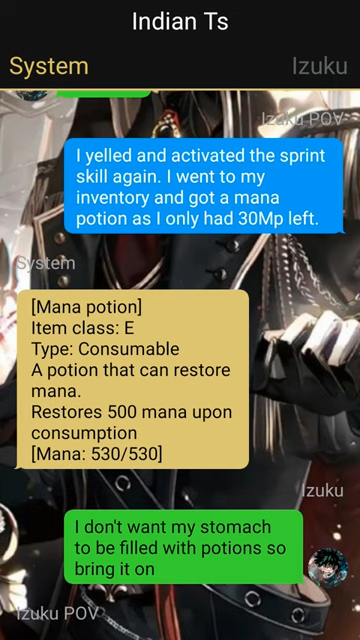 Indian Ts
System
Izuku
Izuku POV
I yelled and activated the sprint
skill again. I went to my
inventory and got a mana
potion as I only had 30Mp left.
System
[Mana potion]
Item class: E
Type: Consumable
A potion that can restore
mana.
Restores 500 mana upon
consumption
[Mana: 530/530]
Izuku
I don't want my stomach
to be filled with potions so
bring it on
Izuku POV